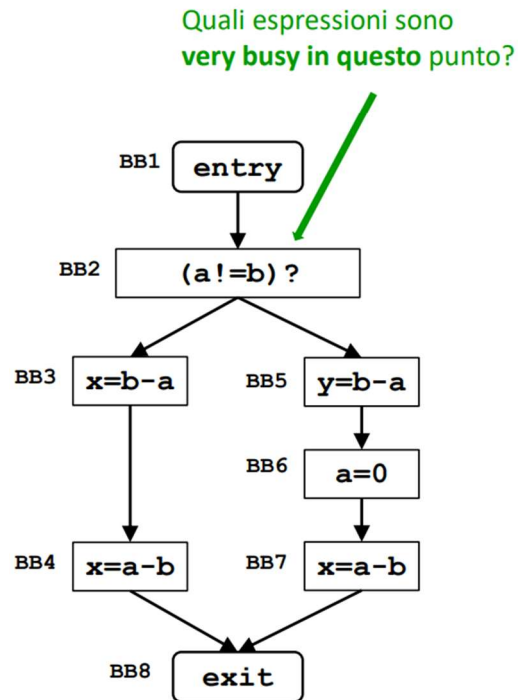 Quali espressioni sono
very busy in questo punto?
BB1 entry
BB2 (a!=b)?
BB3 x=b-a BB5 y=b-a
BB6 a=0
BB4 x=a-b BB7 x=a-b
BB8 exit